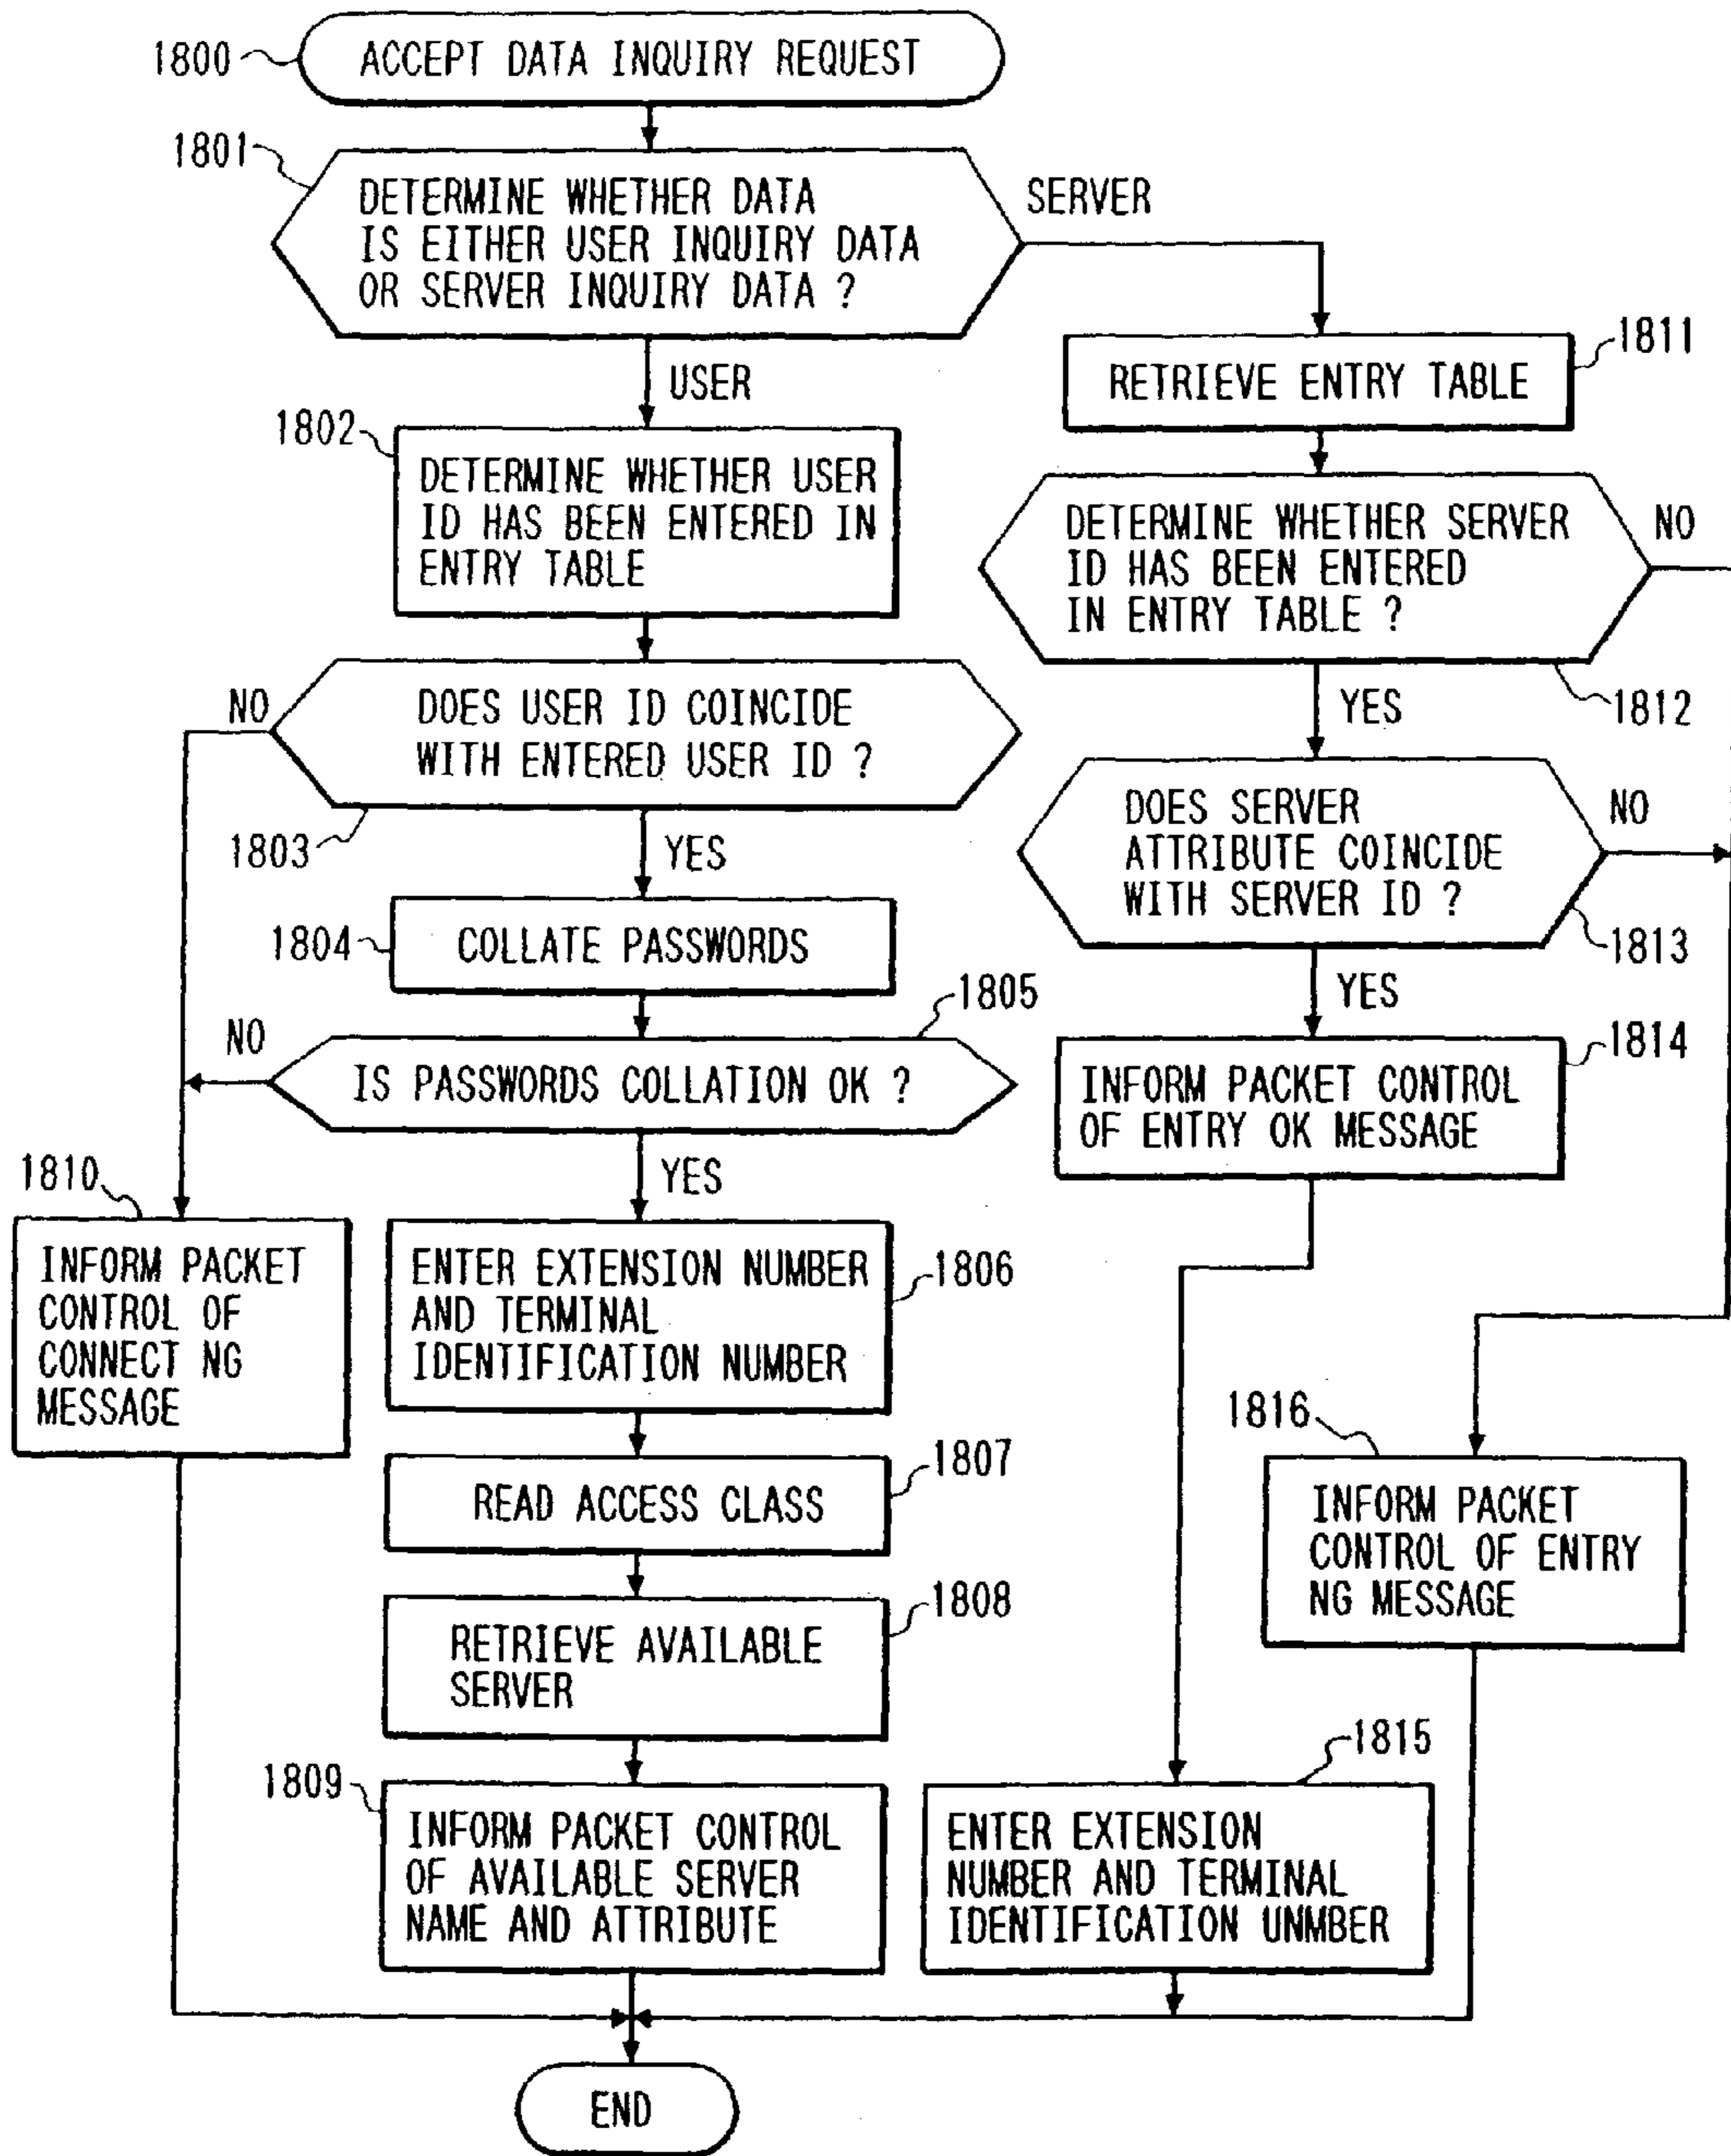 1800
ACCEPT DATA INQUIRY REQUEST
1801
DETERMINE WHETHER DATA
IS EITHER USER INQUIRY DATA
OR SERVER INQUIRY DATA ?
SERVER
USER
1802
DETERMINE WHETHER USER
ID HAS BEEN ENTERED IN
ENTRY TABLE
NO
DOES USER ID COINCIDE
WITH ENTERED USER ID ?
1803
YES
1804
COLLATE PASSWORDS
1805
NO
IS PASSWORDS COLLATION OK ?
YES
1810
INFORM PACKET
CONTROL OF
CONNECT NG
MESSAGE
ENTER EXTENSION NUMBER
AND TERMINAL
IDENTIFICATION NUMBER
1806
READ ACCESS CLASS
1807
RETRIEVE AVAILABLE
SERVER
1808
1809
INFORM PACKET CONTROL
OF AVAILABLE SERVER
NAME AND ATTRIBUTE
1811
RETRIEVE ENTRY TABLE
DETERMINE WHETHER SERVER
ID HAS BEEN ENTERED
IN ENTRY TABLE ?
NO
1812
YES
DOES SERVER
ATTRIBUTE COINCIDE
WITH SERVER ID ?
NO
1813
YES
1814
INFORM PACKET CONTROL
OF ENTRY OK MESSAGE
1816
INFORM PACKET
CONTROL OF ENTRY
NG MESSAGE
1815
ENTER EXTENSION
NUMBER AND TERMINAL
IDENTIFICATION UNMBER
END